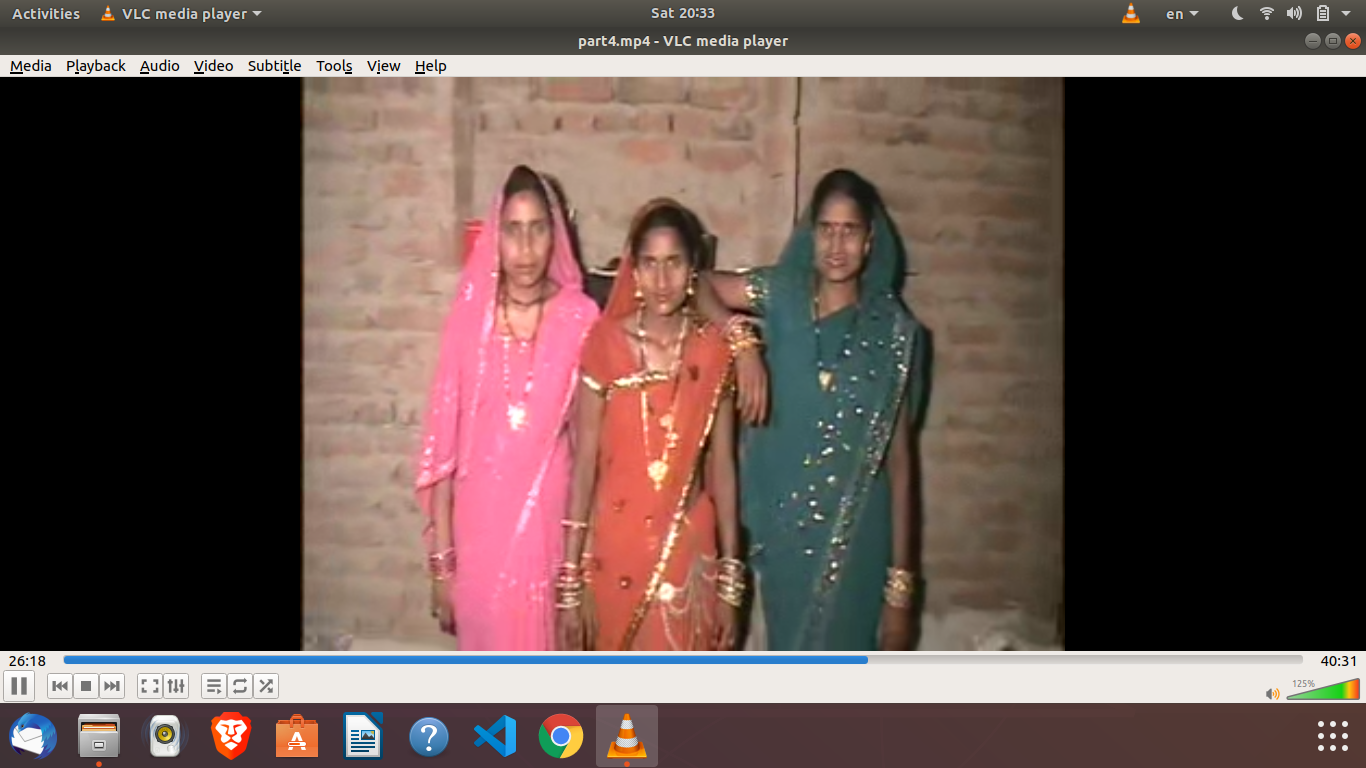 Activities VLC media player Sat 20:33 en
part4.mp4 - VLC media player
Media Playback Audio Video Subtitle Tools View Help
26:18 40:31
125%